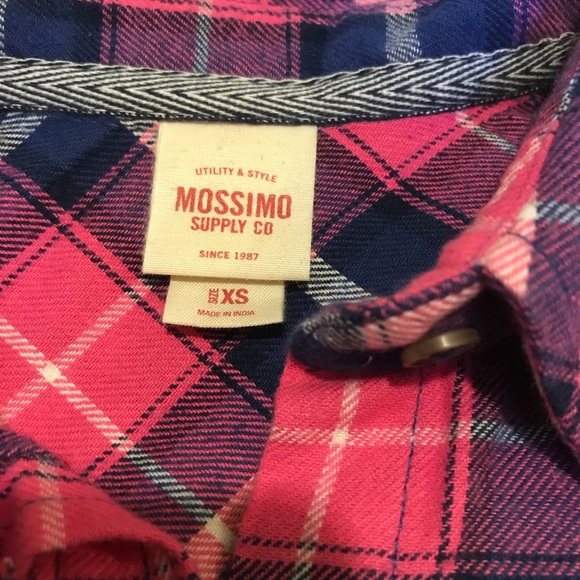 UTILITY & STYLE
MOSSIMO
SUPPLY CO
SINCE 1987
SIZE XS
MADE IN INDIA